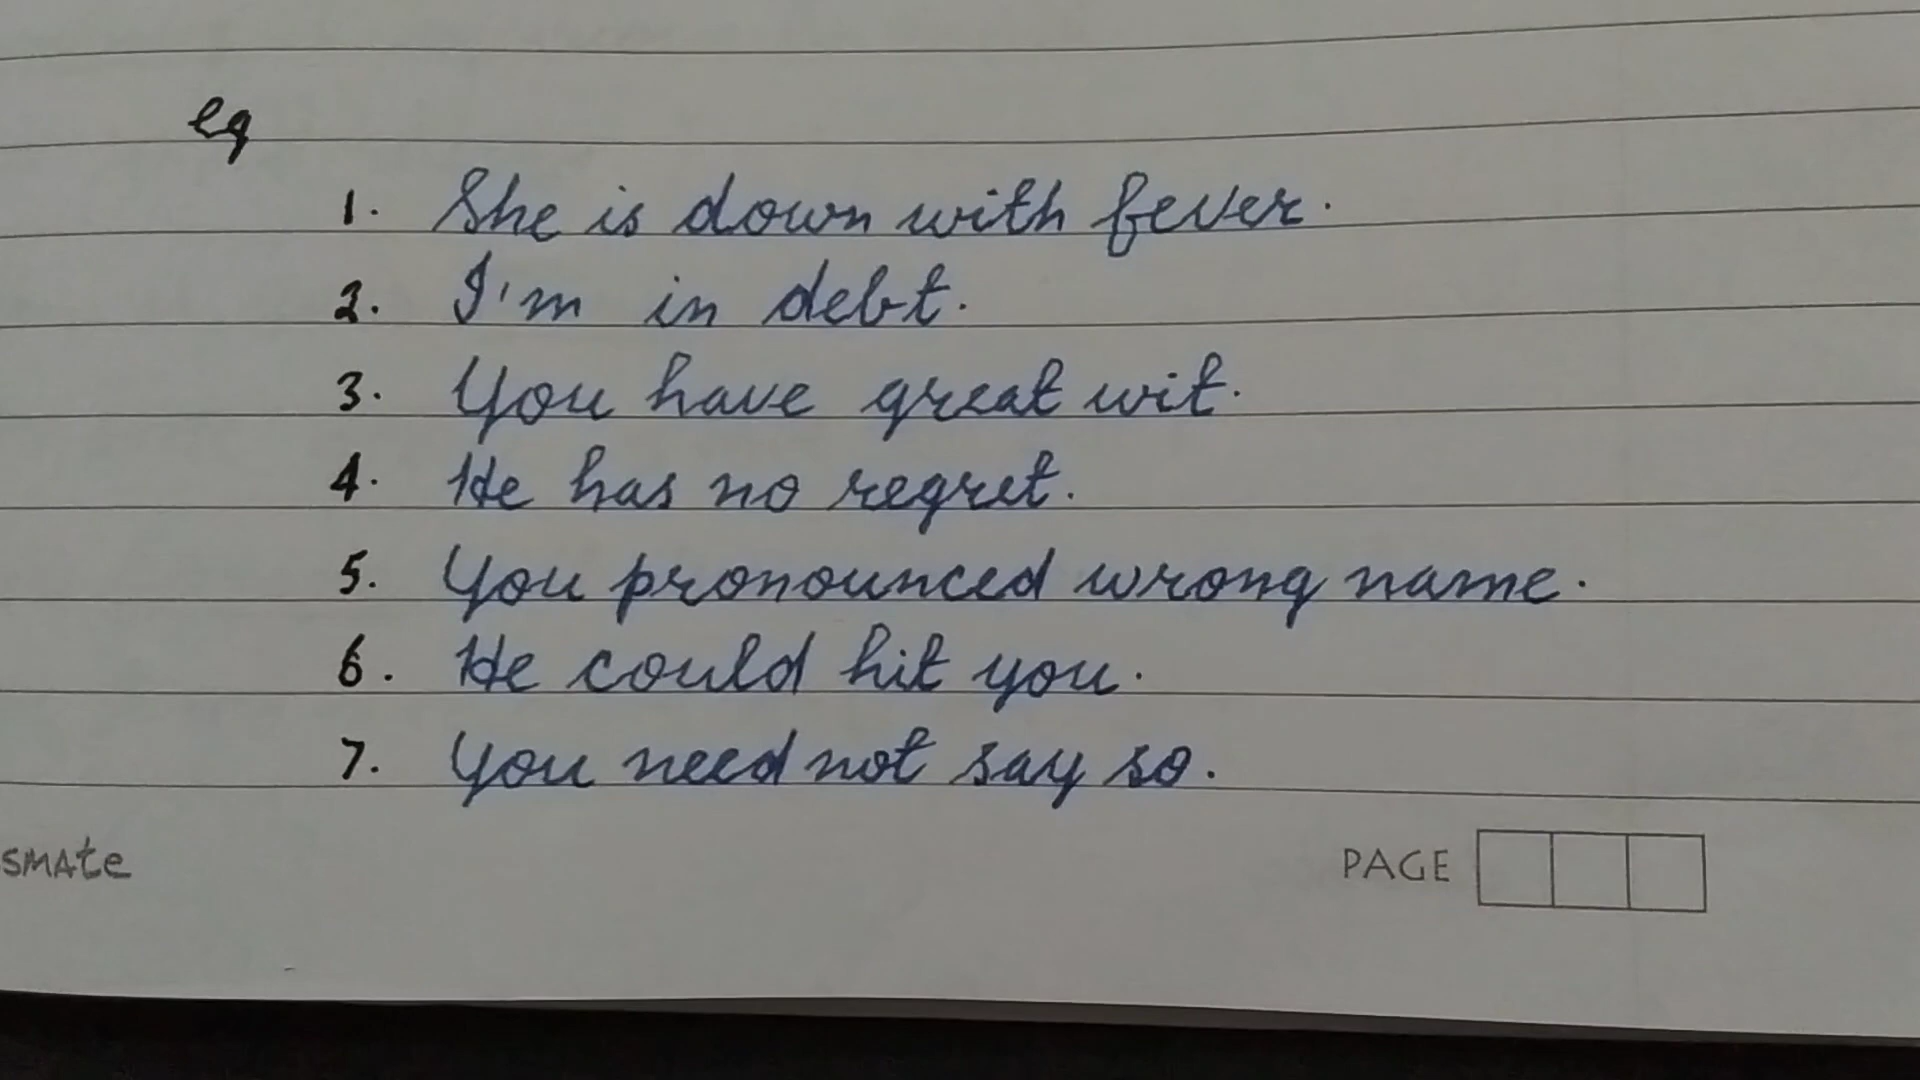 eg
1. She is down with fever.
2. I'm in debt.
3. You have great wit.
4. He has no regret.
5. You pronounced wrong name.
6. He could hit you.
7. You need not say so.
smate PAGE